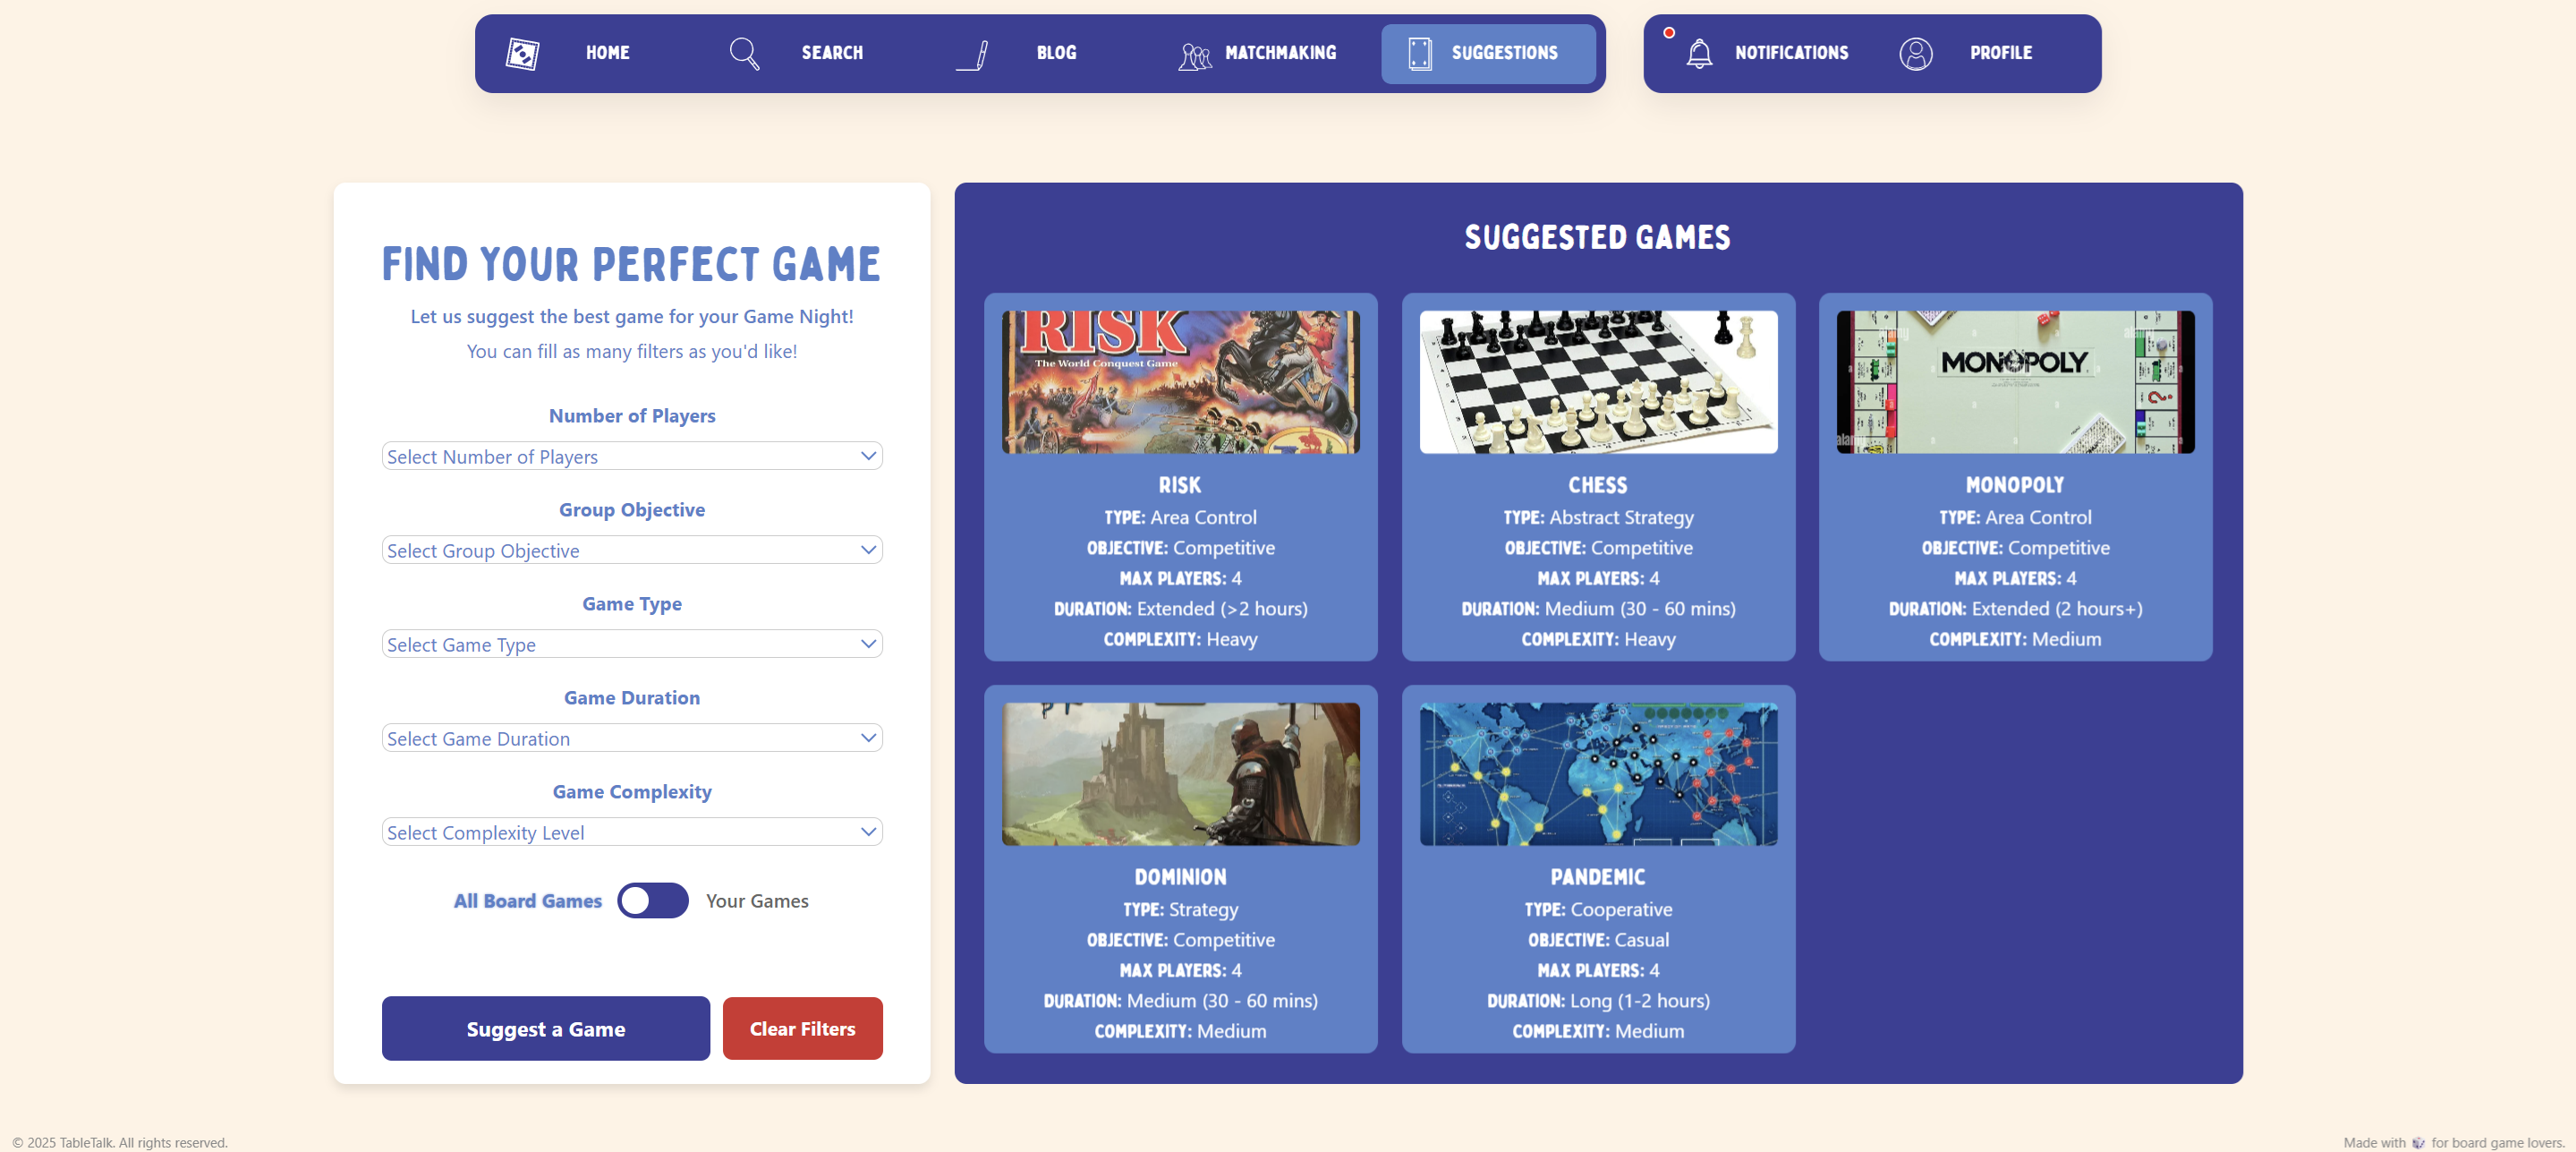 HOME
SEARCH
BLOG
MATCHMAKING
SUGGESTIONS
NOTIFICATIONS
PROFILE
FIND YOUR PERFECT GAME
Let us suggest the best game for your Game Night!
You can fill as many filters as you'd like!
Number of Players
Select Number of Players
Group Objective
Select Group Objective
Game Type
Select Game Type
Game Duration
Select Game Duration
Game Complexity
Select Complexity Level
All Board Games
Your Games
Suggest a Game
Clear Filters
SUGGESTED GAMES
RISK
The World Conquest Game
RISK
TYPE: Area Control
OBJECTIVE: Competitive
MAX PLAYERS: 4
DURATION: Extended (>2 hours)
COMPLEXITY: Heavy
CHESS
TYPE: Abstract Strategy
OBJECTIVE: Competitive
MAX PLAYERS: 4
DURATION: Medium (30 - 60 mins)
COMPLEXITY: Heavy
MONOPOLY
MONOPOLY
TYPE: Area Control
OBJECTIVE: Competitive
MAX PLAYERS: 4
DURATION: Extended (2 hours+)
COMPLEXITY: Medium
DOMINION
TYPE: Strategy
OBJECTIVE: Competitive
MAX PLAYERS: 4
DURATION: Medium (30 - 60 mins)
COMPLEXITY: Medium
PANDEMIC
TYPE: Cooperative
OBJECTIVE: Casual
MAX PLAYERS: 4
DURATION: Long (1-2 hours)
COMPLEXITY: Medium
© 2025 TableTalk. All rights reserved.
Made with 🎲 for board game lovers.